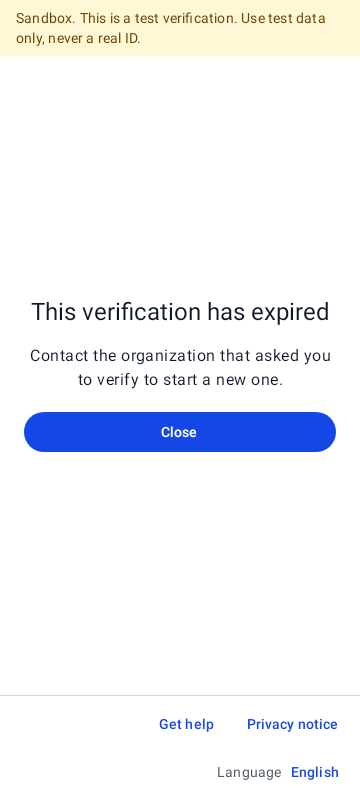 Sandbox. This is a test verification. Use test data
only, never a real ID.
This verification has expired
Contact the organization that asked you
to verify to start a new one.
Close
Get help Privacy notice
Language English